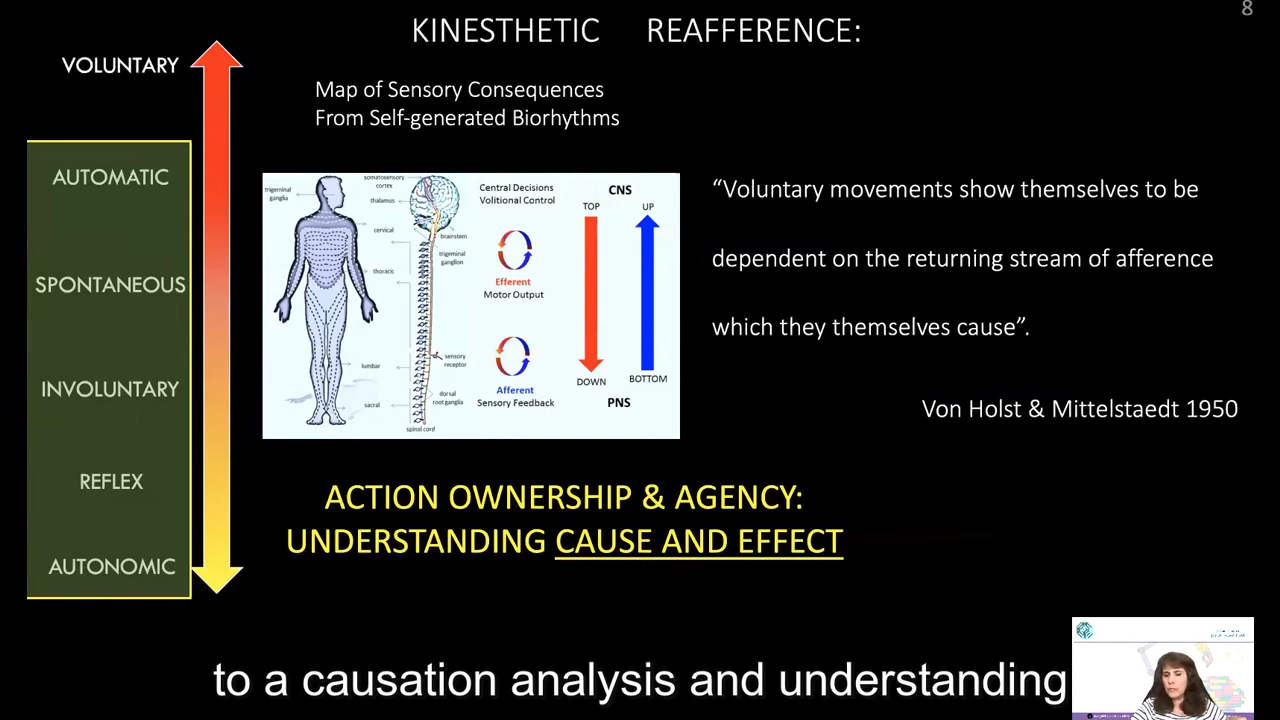 8
KINESTHETIC REAFFERENCE:
VOLUNTARY
AUTOMATIC
SPONTANEOUS
INVOLUNTARY
REFLEX
AUTONOMIC
Map of Sensory Consequences
From Self-generated Biorhythms
trigeminal
ganglia
somatosensory
cortex
thalamus
cervical
brainstem
trigeminal
ganglion
thoracic
lumbar
sensory
receptor
dorsal
root ganglia
sacral
spinal cord
Central Decisions
Volitional Control
Efferent
Motor Output
Afferent
Sensory Feedback
CNS
TOP
UP
DOWN
BOTTOM
PNS
“Voluntary movements show themselves to be
dependent on the returning stream of afference
which they themselves cause”.
Von Holst & Mittelstaedt 1950
ACTION OWNERSHIP & AGENCY:
UNDERSTANDING CAUSE AND EFFECT
to a causation analysis and understanding